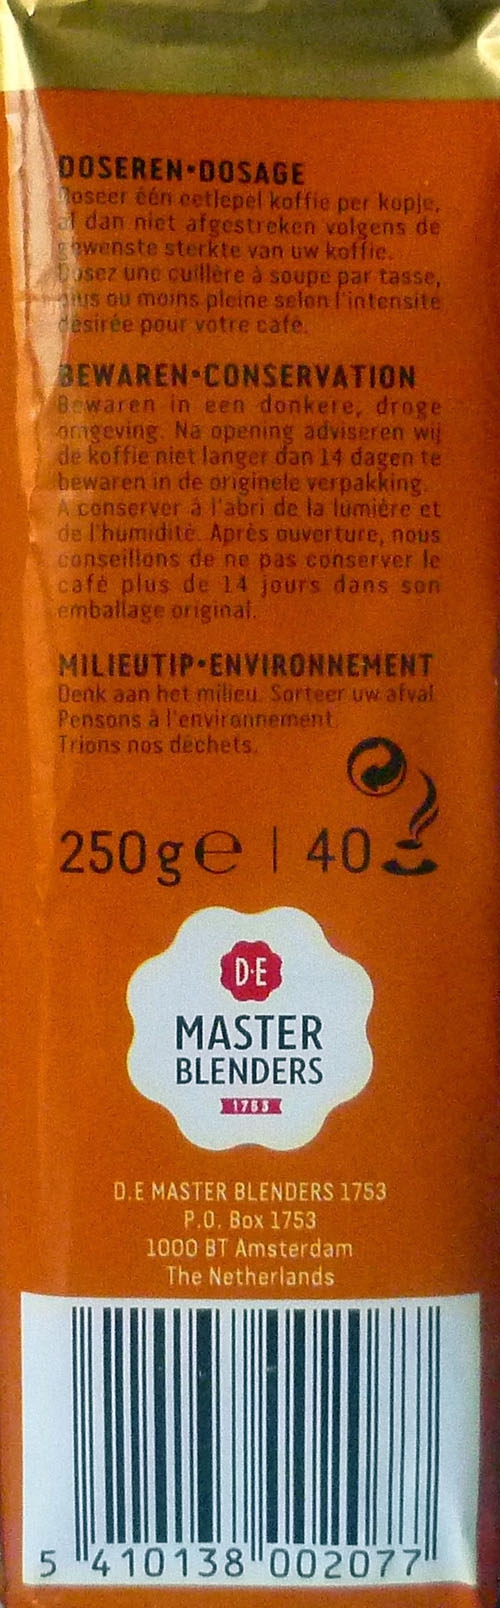 DOSEREN•DOSAGE
Doseer één eetlepel koffie per kopje,
al dan niet afgestreken volgens de
gewenste sterkte van uw koffie.
Dosez une cuillère à soupe par tasse,
plus ou moins pleine selon l'intensité
désirée pour votre café.
BEWAREN•CONSERVATION
Bewaren in een donkere, droge
omgeving. Na opening adviseren wij
de koffie niet langer dan 14 dagen te
bewaren in de originele verpakking.
A conserver à l'abri de la lumière et
de l'humidité. Après ouverture, nous
conseillons de ne pas conserver le
café plus de 14 jours dans son
emballage original.
MILIEUTIP•ENVIRONNEMENT
Denk aan het milieu. Sorteer uw afval.
Pensons à l'environnement.
Trions nos déchets.
250 g e | 40
D·E
MASTER
BLENDERS
1753
D.E MASTER BLENDERS 1753
P.O. Box 1753
1000 BT Amsterdam
The Netherlands
5 410138 002077